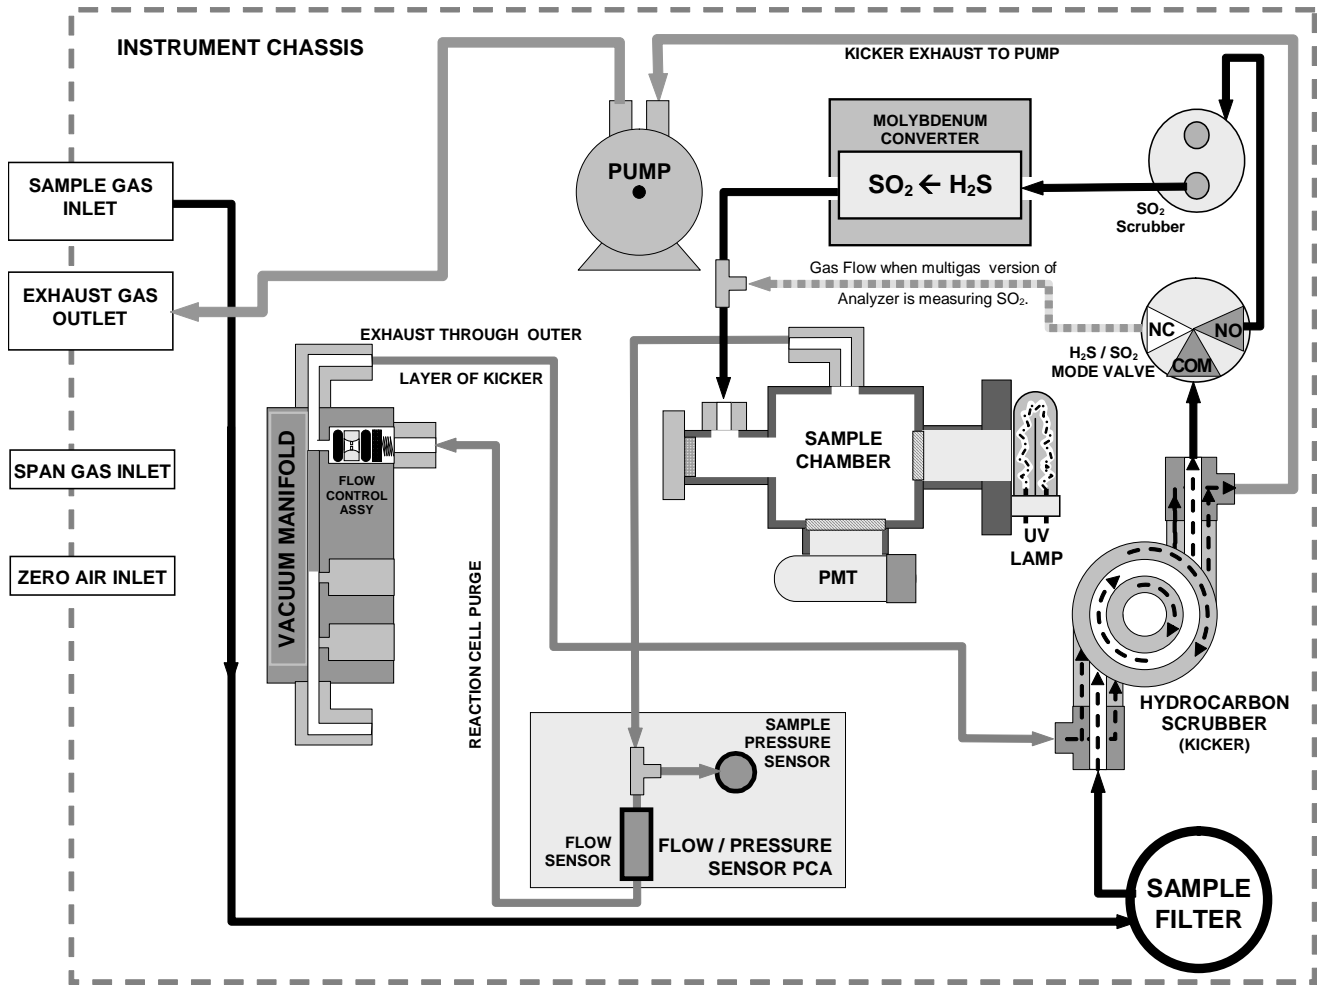 INSTRUMENT CHASSIS
KICKER EXHAUST TO PUMP
MOLYBDENUM
CONVERTER
SO2 ← H2S
PUMP
SAMPLE GAS
INLET
SO2
Scrubber
EXHAUST GAS
OUTLET
Gas Flow when multigas version of
Analyzer is measuring SO2.
NC
NO
COM
H2S / SO2
MODE VALVE
EXHAUST THROUGH OUTER
LAYER OF KICKER
SPAN GAS INLET
ZERO AIR INLET
VACUUM MANIFOLD
FLOW
CONTROL
ASSY
SAMPLE
CHAMBER
UV
LAMP
PMT
REACTION CELL PURGE
HYDROCARBON
SCRUBBER
(KICKER)
SAMPLE
PRESSURE
SENSOR
FLOW
SENSOR
FLOW / PRESSURE
SENSOR PCA
SAMPLE
FILTER